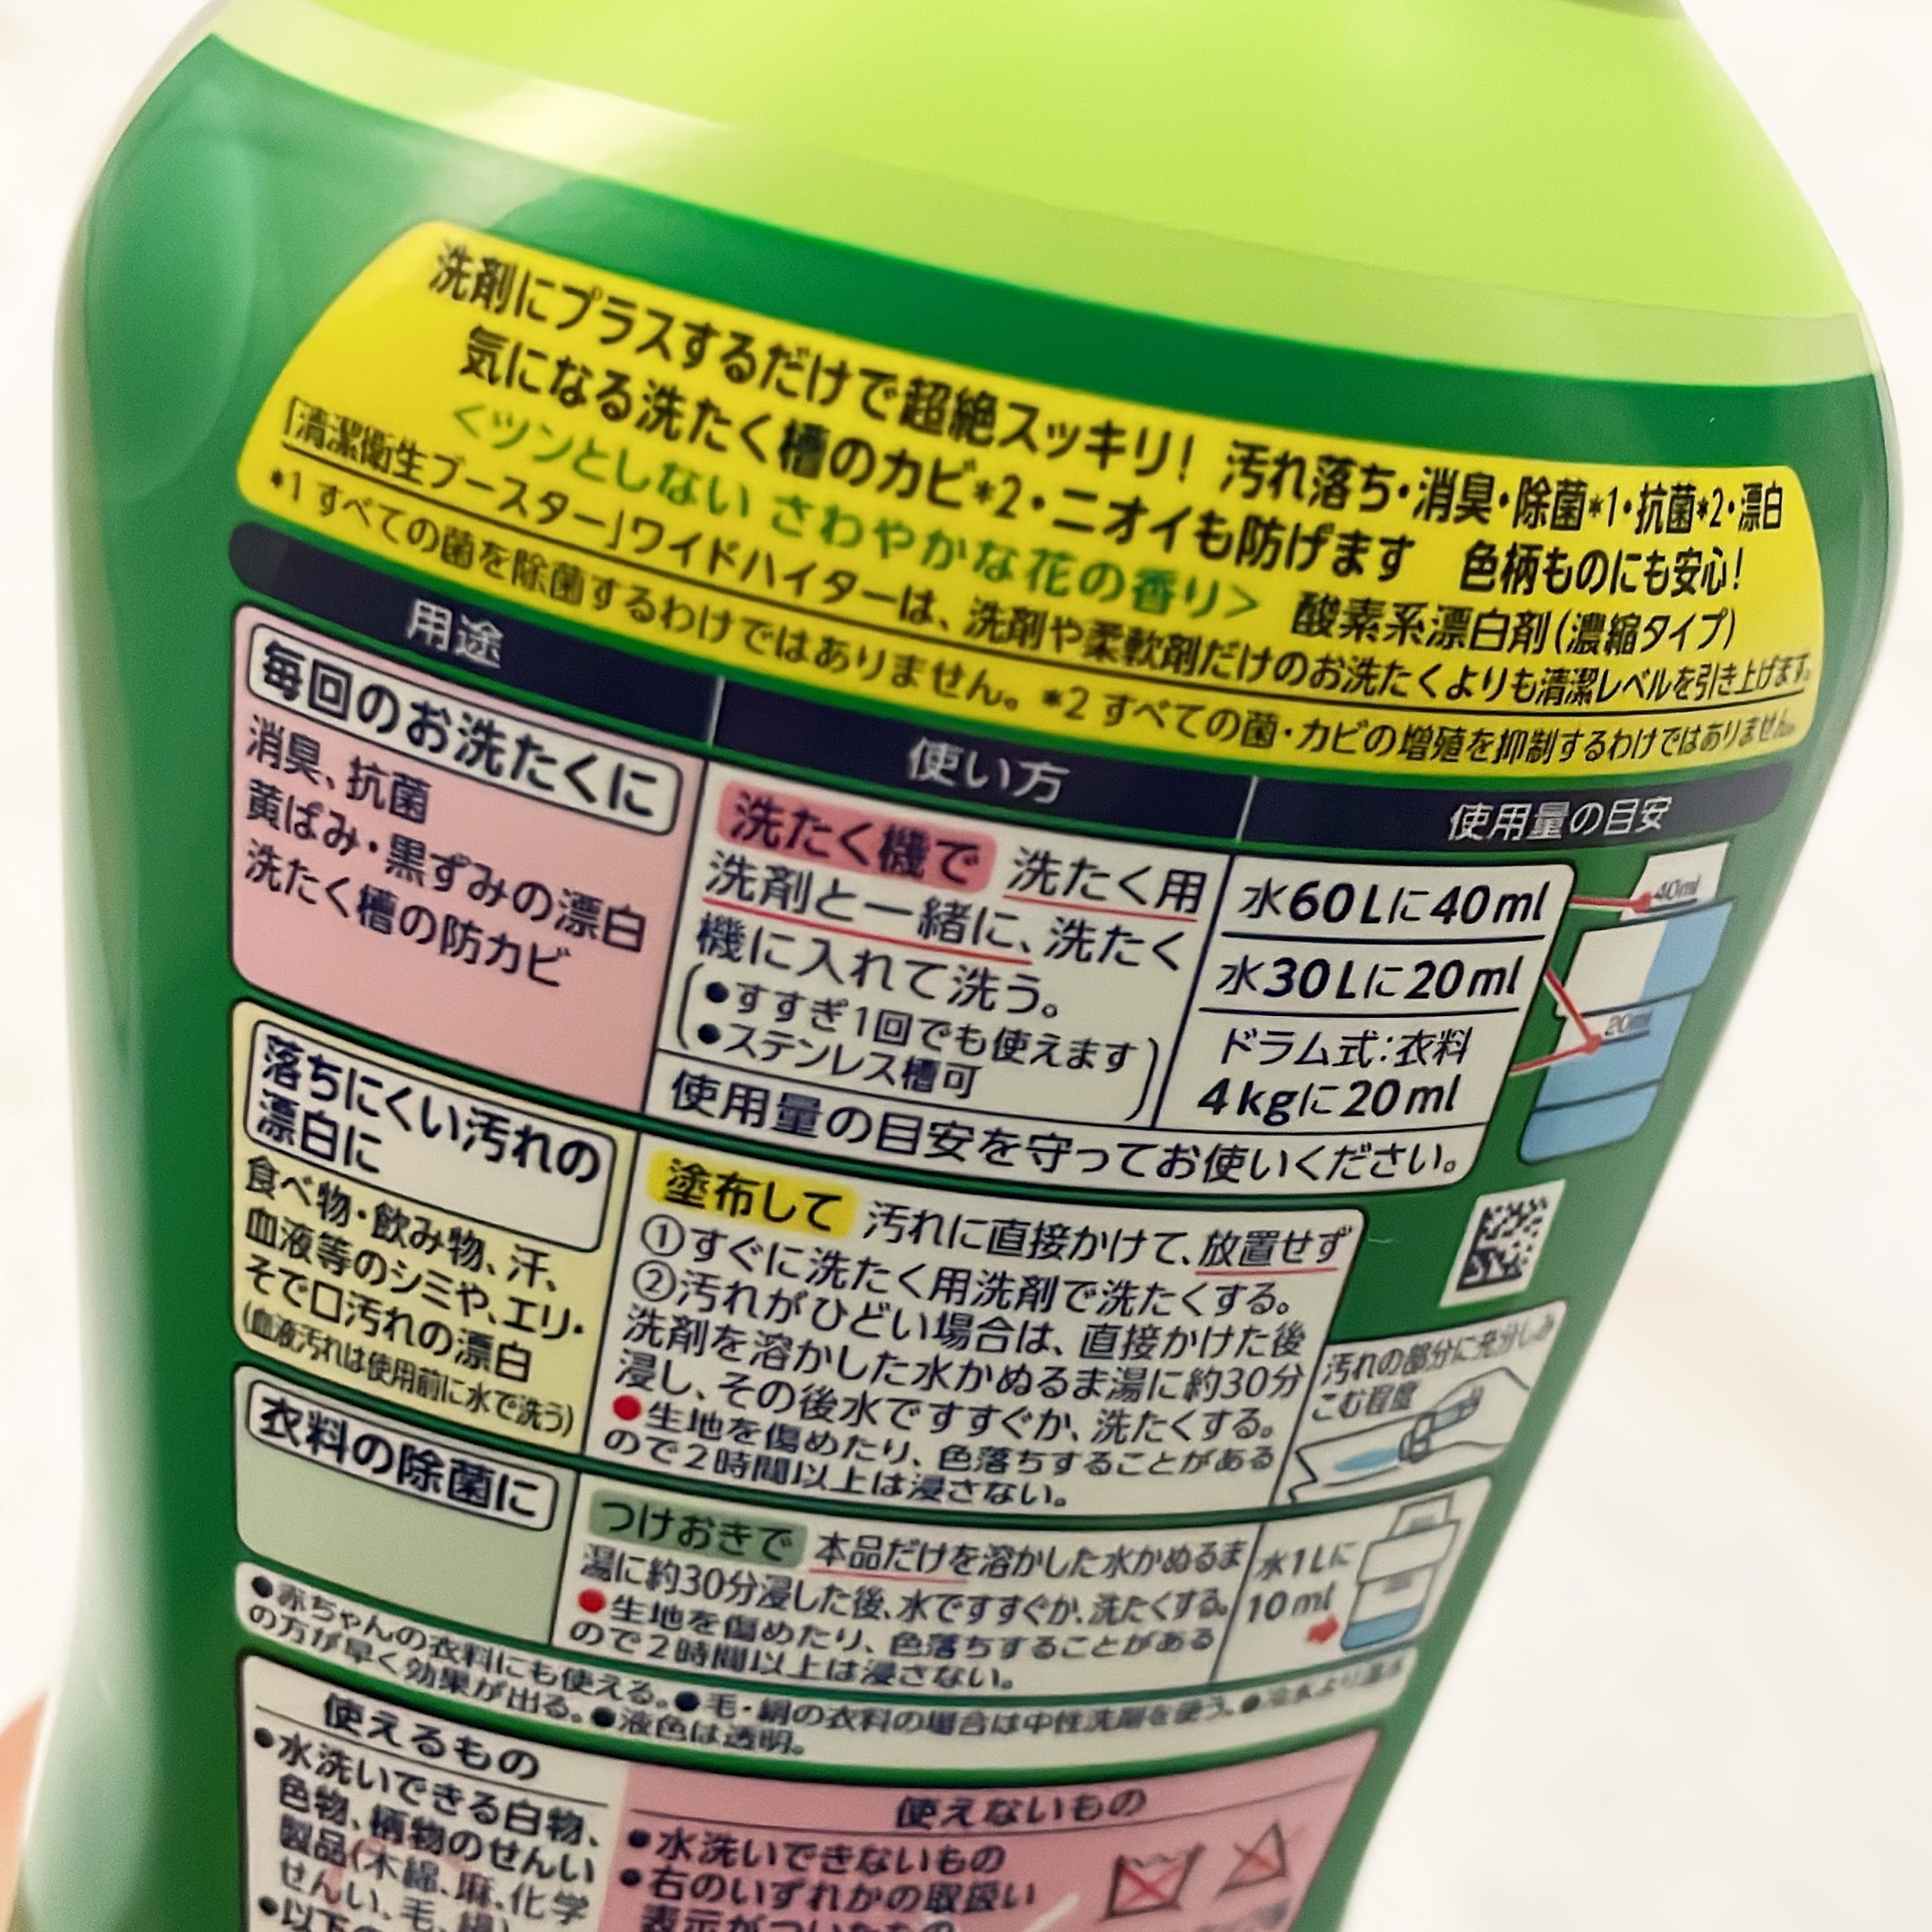 洗剤にプラスするだけで超絶スッキリ! 汚れ落ち・消臭・除菌*1・抗菌*2・漂白
気になる洗たく槽のカビ*2・ニオイも防げます 色柄ものにも安心!
<ツンとしない さわやかな花の香り> 酸素系漂白剤(濃縮タイプ)
「清潔衛生ブースター」ワイドハイターは、洗剤や柔軟剤だけのお洗たくよりも清潔レベルを引き上げます。
*1 すべての菌を除菌するわけではありません。*2 すべての菌・カビの増殖を抑制するわけではありません。
用途
使い方
使用量の目安
毎回のお洗たくに
消臭、抗菌
黄ばみ・黒ずみの漂白
洗たく槽の防カビ
洗たく機で 洗たく用
洗剤と一緒に、洗たく
機に入れて洗う。
(●すすぎ1回でも使えます
●ステンレス槽可)
水60Lに40ml
水30Lに20ml
ドラム式:衣料
4kgに20ml
40ml
20ml
使用量の目安を守ってお使いください。
落ちにくい汚れの
漂白に
食べ物・飲み物、汗、
血液等のシミや、エリ・
そで口汚れの漂白
(血液汚れは使用前に水で洗う)
塗布して 汚れに直接かけて、放置せず
①すぐに洗たく用洗剤で洗たくする。
②汚れがひどい場合は、直接かけた後
洗剤を溶かした水かぬるま湯に約30分
浸し、その後水ですすぐか、洗たくする。
●生地を傷めたり、色落ちすることがある
ので2時間以上は浸さない。
汚れの部分に充分しみ
こむ程度
衣料の除菌に
つけおきで 本品だけを溶かした水かぬるま
湯に約30分浸した後、水ですすぐか、洗たくする。
●生地を傷めたり、色落ちすることがある
ので2時間以上は浸さない。
水1Lに
10ml
●赤ちゃんの衣料にも使える。●毛・絹の衣料の場合は中性洗剤を使う。●冷水より温水
の方が早く効果が出る。●液色は透明。
使えるもの
●水洗いできる白物、
色物、柄物のせんい
製品(木綿、麻、化学
せんい、毛、絹)
使えないもの
●水洗いできないもの
●右のいずれかの取扱い
表示がついたもの